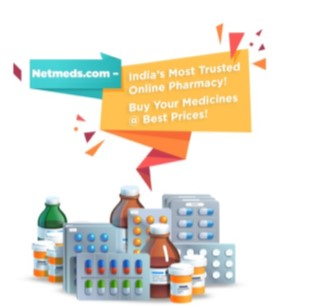 Netmeds.com –
India's Most Trusted
Online Pharmacy!
Buy Your Medicines
@ Best Prices!